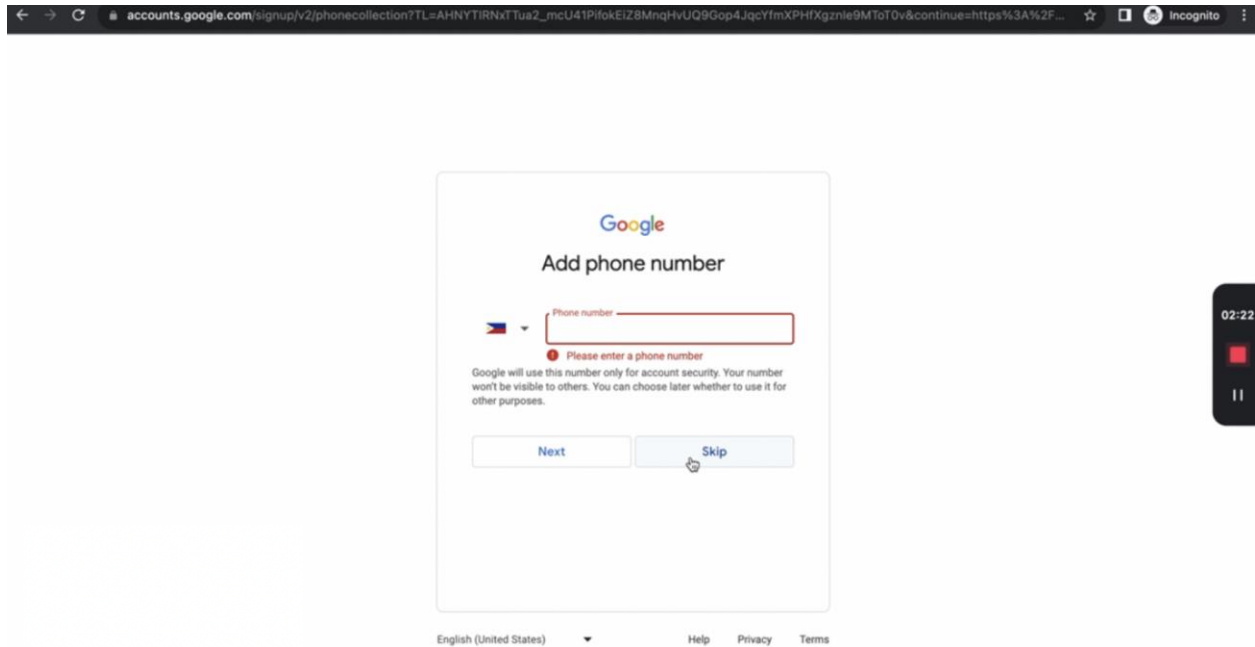 accounts.google.com/signup/v2/phonecollection?TL=AHNYTIRNxTTua2_mcU41PifokEiZ8MnqHvUQ9Gop4JqcYfmXPHfXgznle9MToT0v&continue=https%3A%2F... Incognito
Google
Add phone number
Phone number
Please enter a phone number
Google will use this number only for account security. Your number
won't be visible to others. You can choose later whether to use it for
other purposes.
Next Skip
02:22
English (United States) Help Privacy Terms